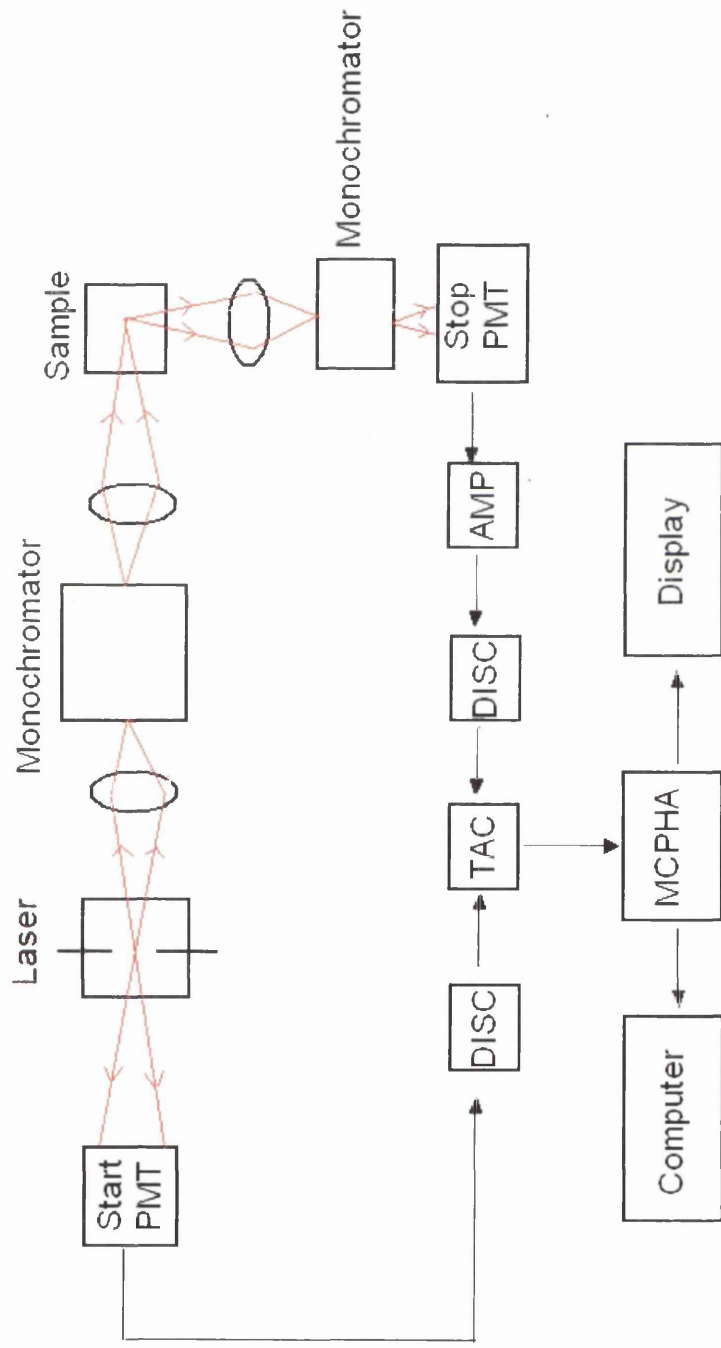 Laser
Monochromator
Sample
Start
PMT
Monochromator
Stop
PMT
DISC
TAC
DISC
AMP
Computer
MCPHA
Display